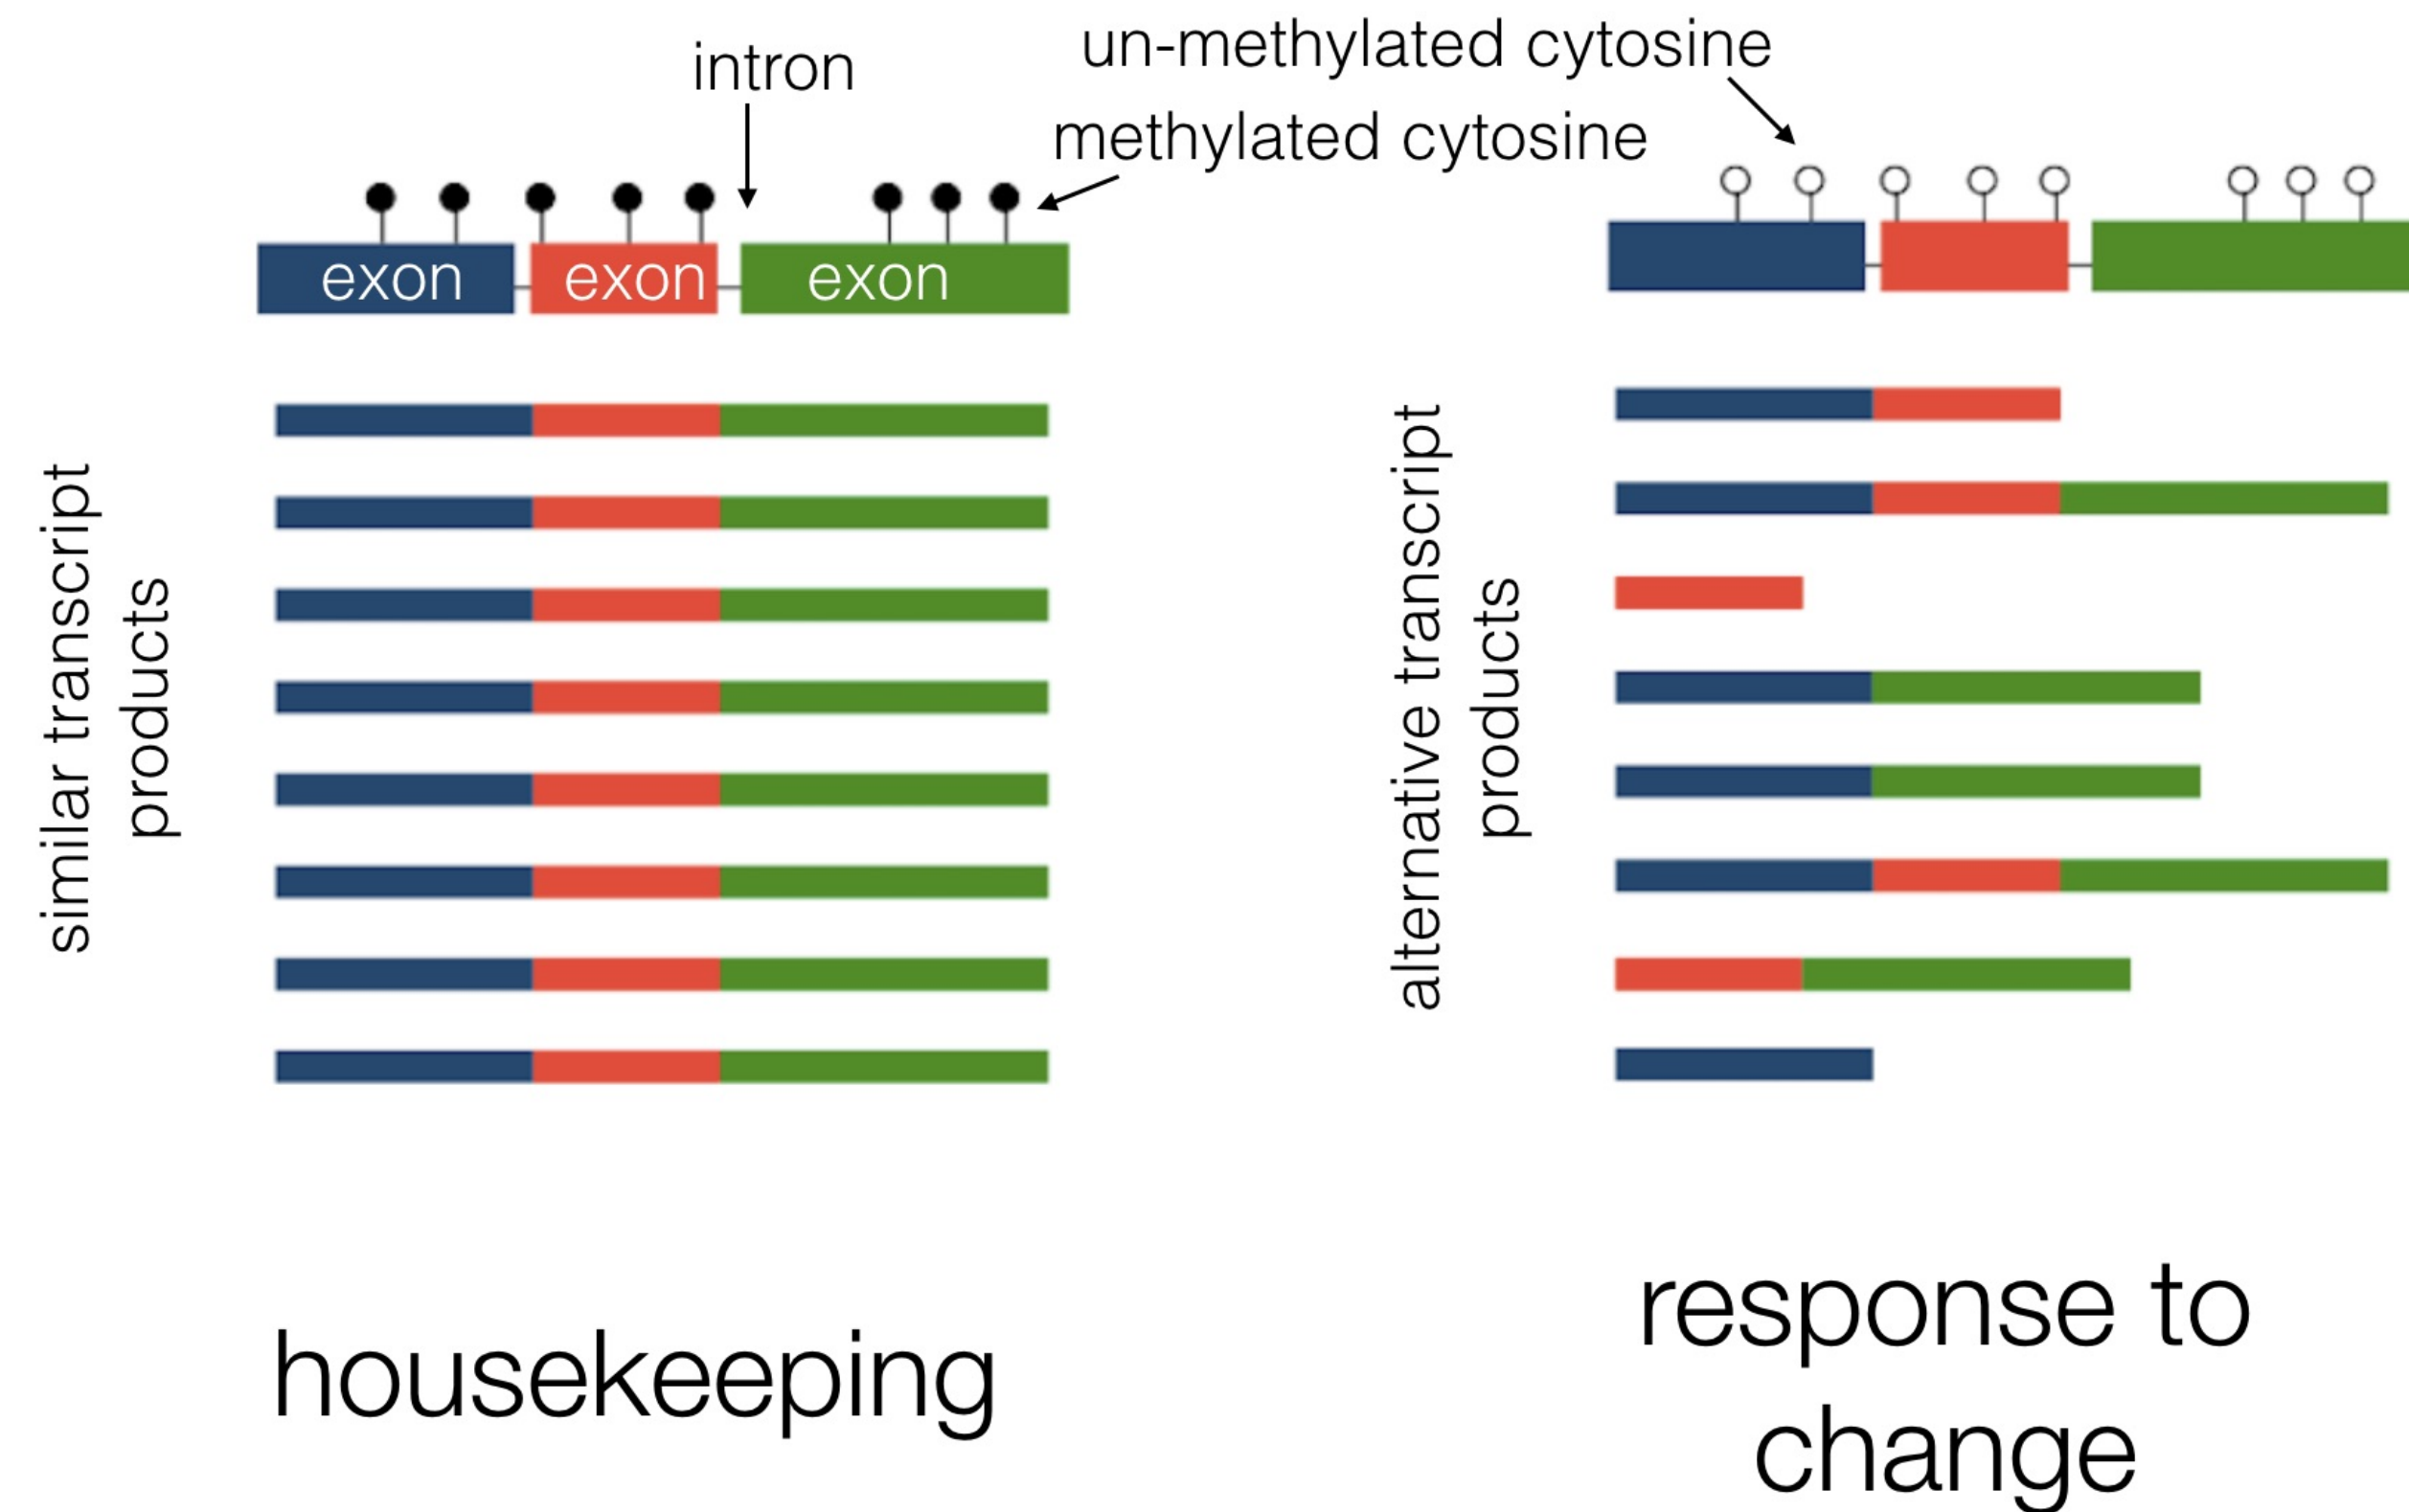 intron
un-methylated cytosine
methylated cytosine
exon
exon
exon
similar transcript
products
alternative transcript
products
housekeeping
response to
change